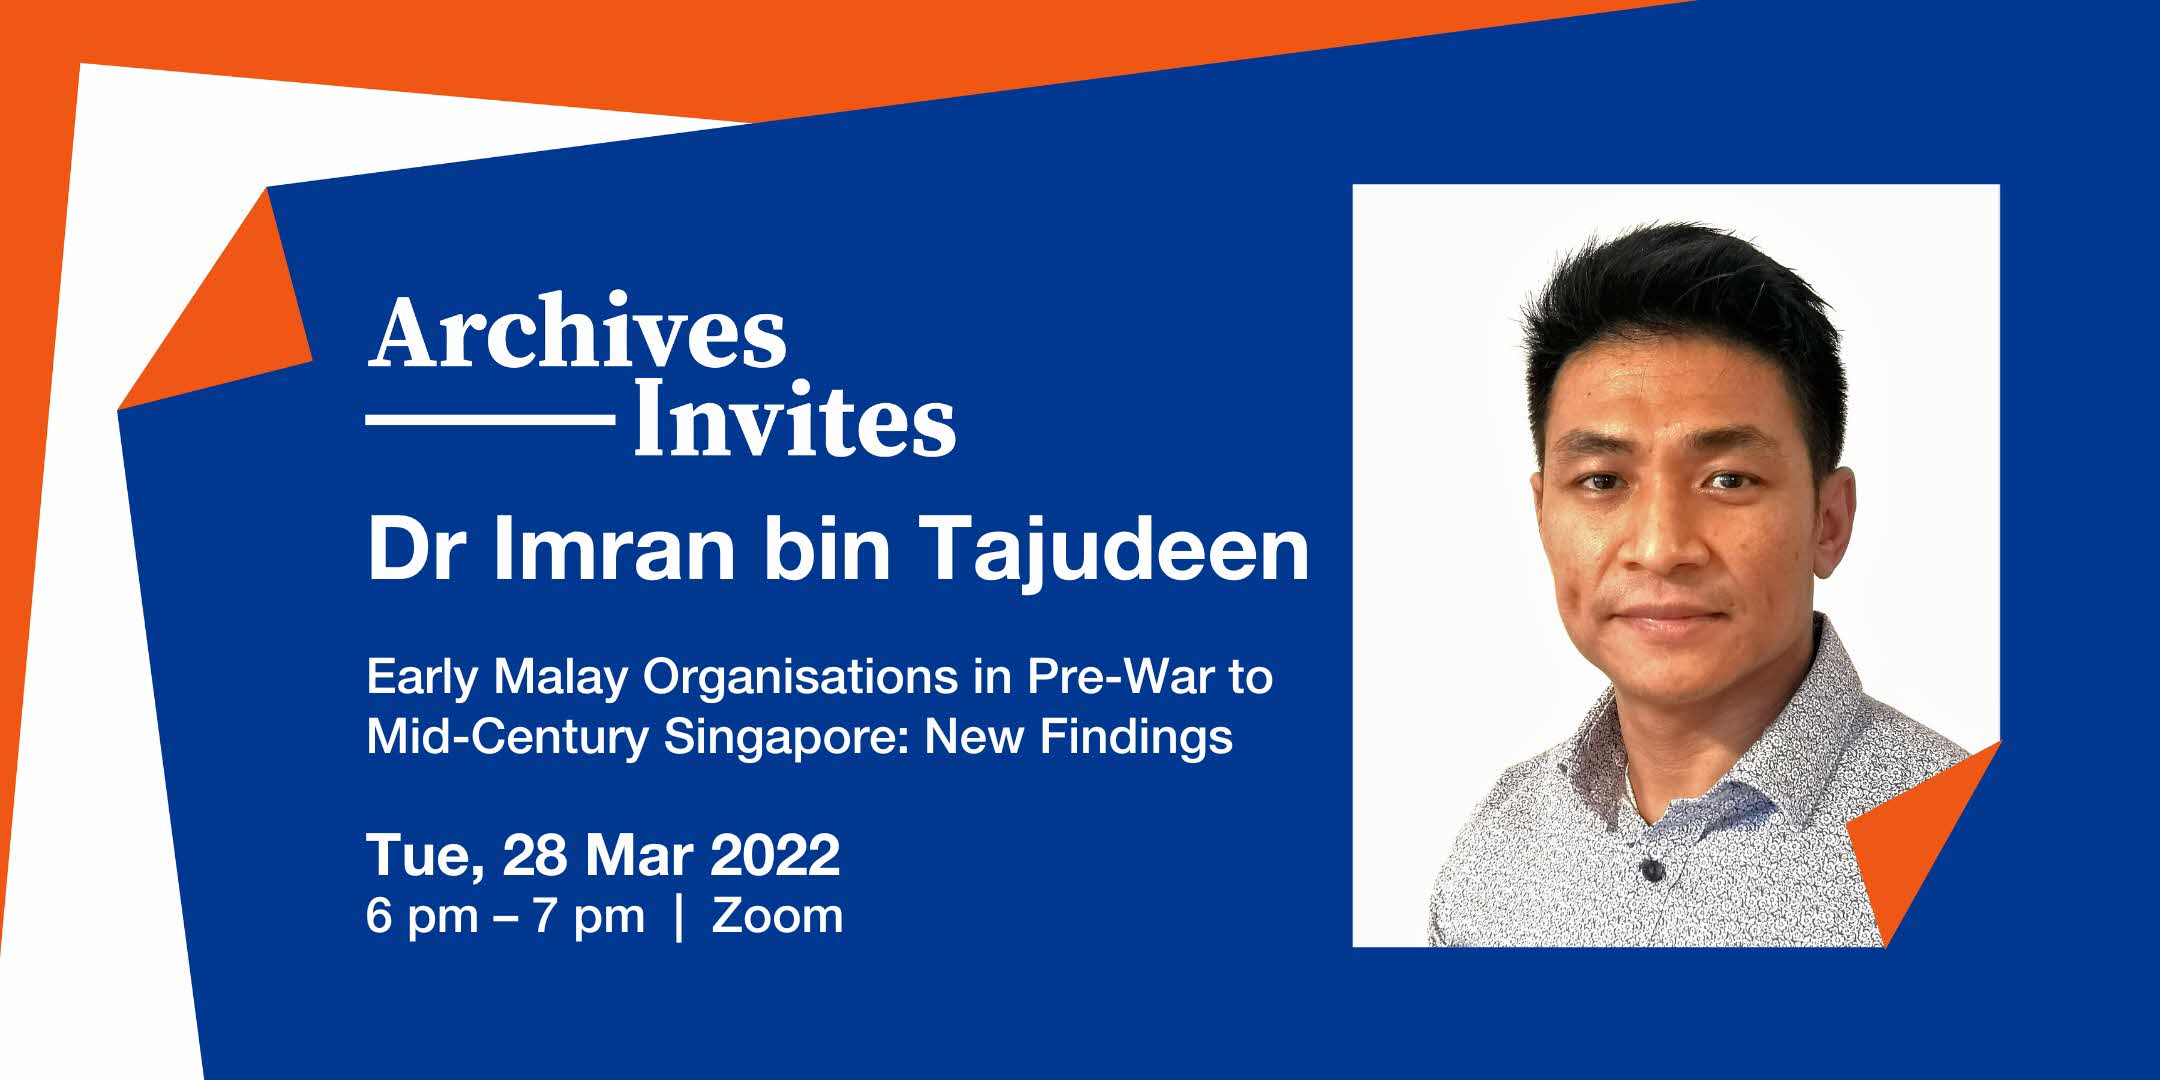 Archives
Invites
Dr Imran bin Tajudeen
Early Malay Organisations in Pre-War to
Mid-Century Singapore: New Findings
Tue, 28 Mar 2022
6 pm – 7 pm | Zoom